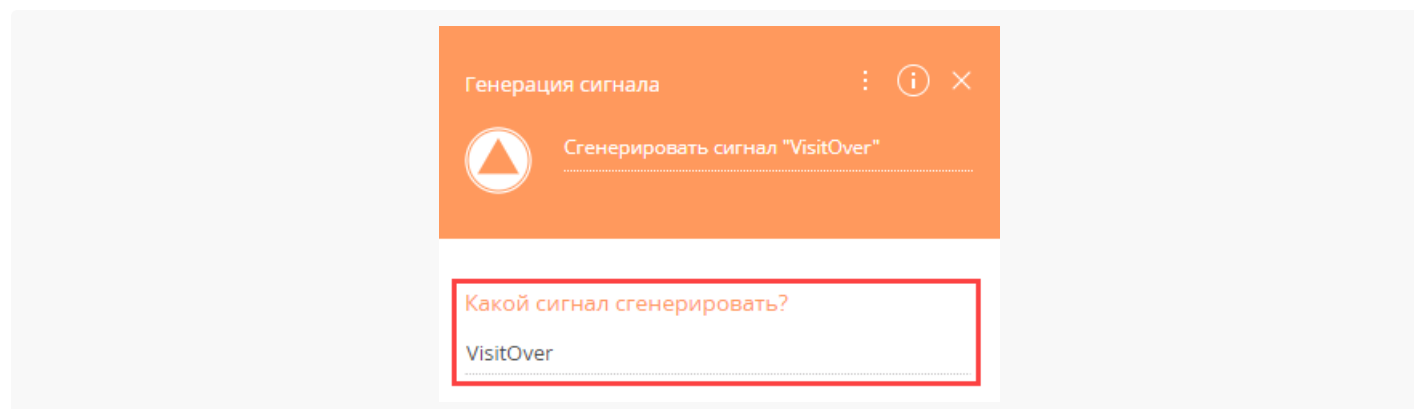 Генерация сигнала
Сгенерировать сигнал "VisitOver"
Какой сигнал сгенерировать?
VisitOver